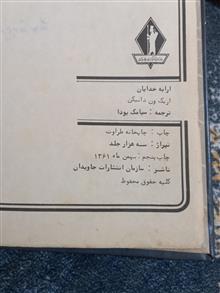 ارابه خدایان
اریک ون دانیکن
ترجمه : سیامک بودا
چاپ : چاپخانه طراوت
تیراژ : سه هزار جلد
چاپ پنجم : بهمن ماه ۱۳۶۱
ناشر : سازمان انتشارات جاویدان
کلیه حقوق محفوظ